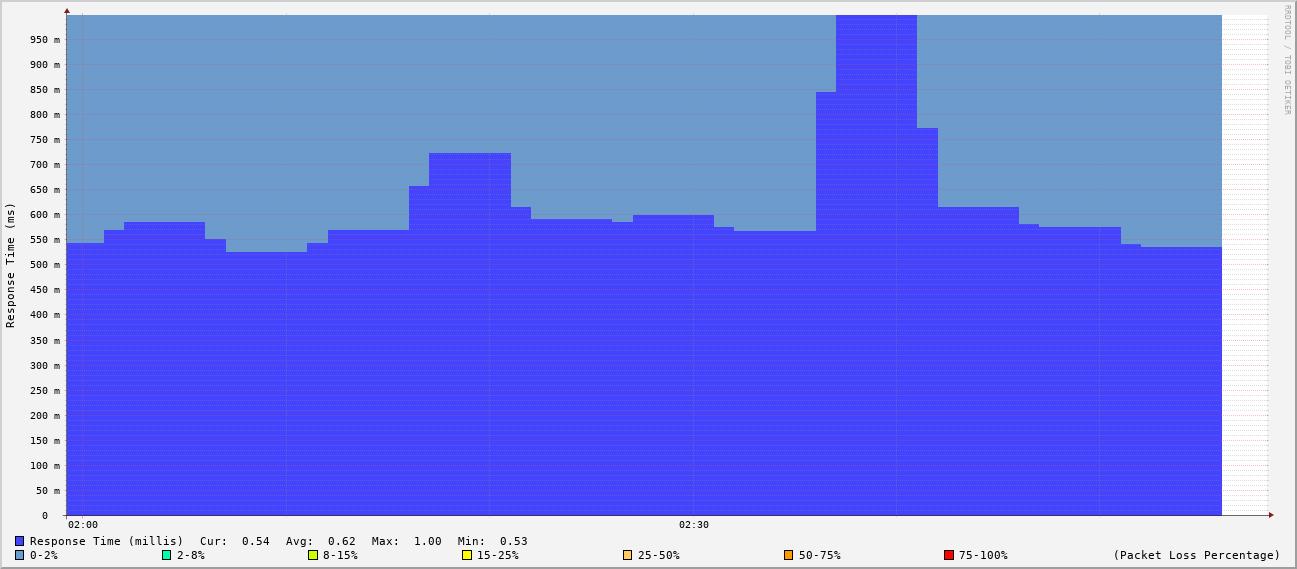 RRDTOOL / TOBI OETIKER
Response Time (ms)
950 m
900 m
850 m
800 m
750 m
700 m
650 m
600 m
550 m
500 m
450 m
400 m
350 m
300 m
250 m
200 m
150 m
100 m
50 m
0
02:00 02:30
Response Time (millis) Cur: 0.54 Avg: 0.62 Max: 1.00 Min: 0.53
0-2% 2-8% 8-15% 15-25% 25-50% 50-75% 75-100% (Packet Loss Percentage)